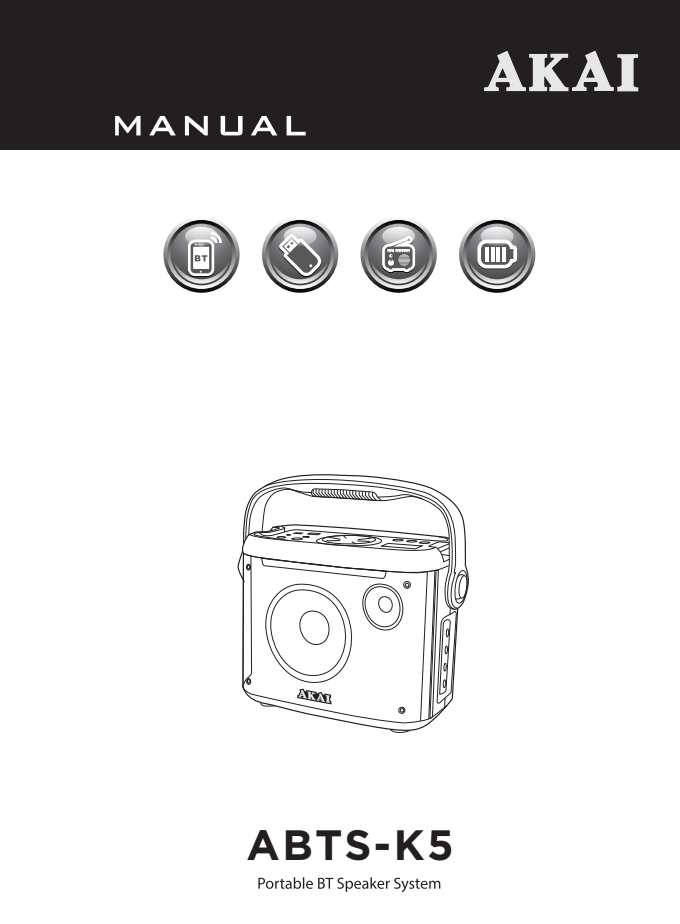 AKAI
MANUAL
BT
AKAI
ABTS-K5
Portable BT Speaker System